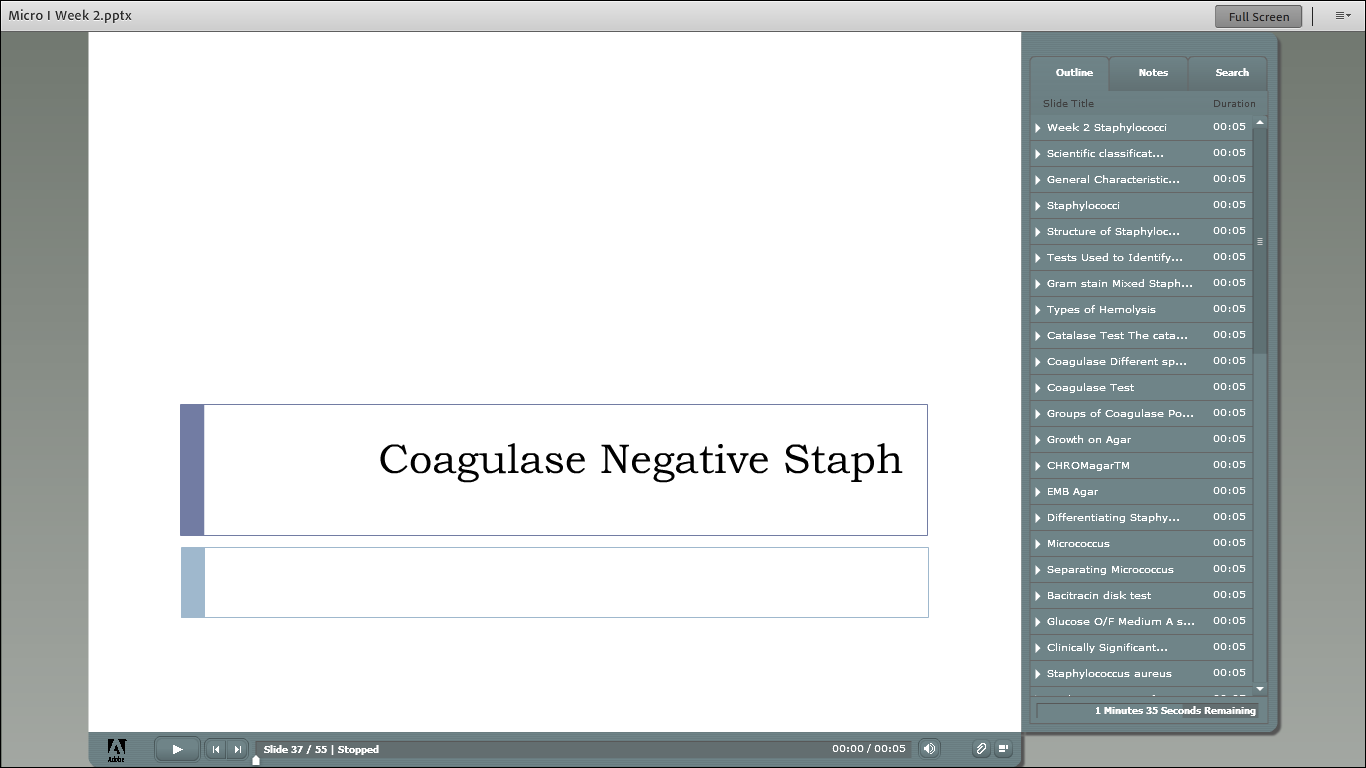 Micro I Week 2.pptx
Full Screen
Coagulase Negative Staph
Outline Notes Search
Slide Title Duration
Week 2 Staphylococci 00:05
Scientific classificat... 00:05
General Characteristic... 00:05
Staphylococci 00:05
Structure of Staphyloc... 00:05
Tests Used to Identify... 00:05
Gram stain Mixed Staph... 00:05
Types of Hemolysis 00:05
Catalase Test The cata... 00:05
Coagulase Different sp... 00:05
Coagulase Test 00:05
Groups of Coagulase Po... 00:05
Growth on Agar 00:05
CHROMagarTM 00:05
EMB Agar 00:05
Differentiating Staphy... 00:05
Micrococcus 00:05
Separating Micrococcus 00:05
Bacitracin disk test 00:05
Glucose O/F Medium A s... 00:05
Clinically Significant... 00:05
Staphylococcus aureus 00:05
1 Minutes 35 Seconds Remaining
Adobe
Slide 37 / 55 | Stopped 00:00 / 00:05